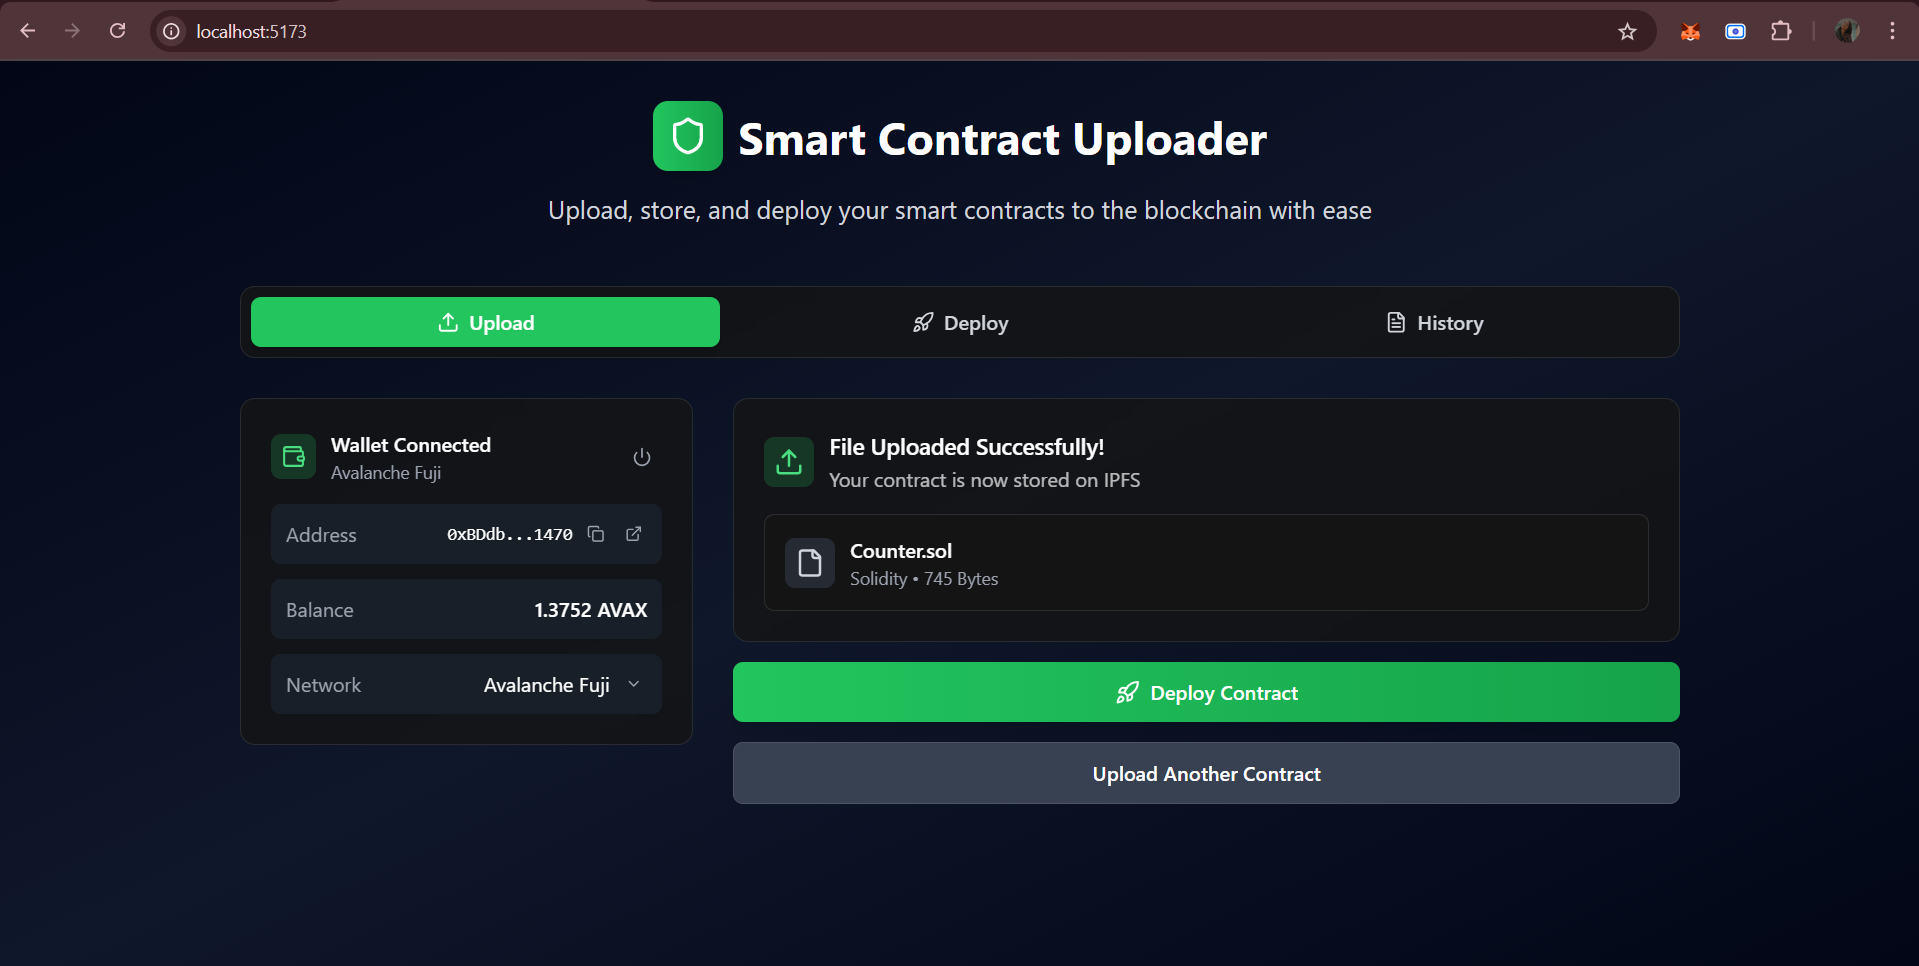 localhost:5173
Smart Contract Uploader
Upload, store, and deploy your smart contracts to the blockchain with ease
Upload
Deploy
History
Wallet Connected
Avalanche Fuji
Address
0xBDdb...1470
Balance
1.3752 AVAX
Network
Avalanche Fuji
File Uploaded Successfully!
Your contract is now stored on IPFS
Counter.sol
Solidity • 745 Bytes
Deploy Contract
Upload Another Contract